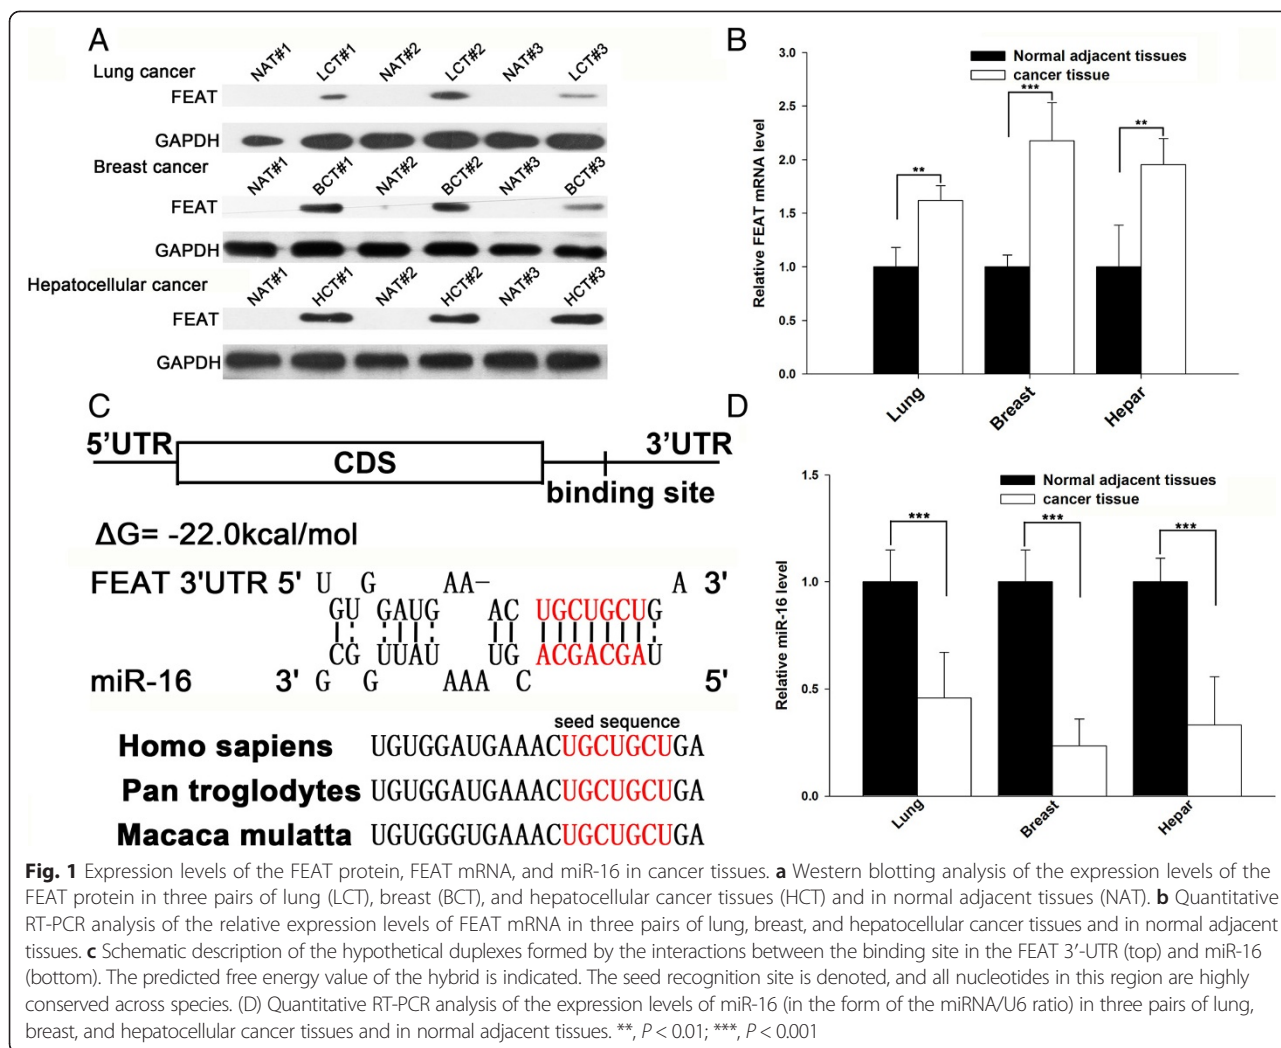 A
NAT#1 LCT#1 NAT#2 LCT#2 NAT#3 LCT#3
Lung cancer
FEAT
GAPDH
Breast cancer
NAT#1 BCT#1 NAT#2 BCT#2 NAT#3 BCT#3
FEAT
GAPDH
NAT#1 HCT#1 NAT#2 HCT#2 NAT#3 HCT#3
Hepatocellular cancer
FEAT
GAPDH
B
Normal adjacent tissues
cancer tissue
Relative FEAT mRNA level
3.0
2.5
2.0
1.5
1.0
0.5
0.0
** *** **
Lung Breast Hepar
C
5'UTR CDS 3'UTR
binding site
ΔG= -22.0kcal/mol
FEAT 3'UTR 5' U G AA- A 3'
GU GAUG AC UGCUGCUG
CG UUAU UG ACGACGAU
miR-16 3' G G AAA C 5'
seed sequence
Homo sapiens UGUGGAUGAAACUGCUGCUGA
Pan troglodytes UGUGGAUGAAACUGCUGCUGA
Macaca mulatta UGUGGGUGAAACUGCUGCUGA
D
Normal adjacent tissues
cancer tissue
Relative miR-16 level
1.5
1.0
0.5
0.0
*** *** ***
Lung Breast Hepar
Fig. 1 Expression levels of the FEAT protein, FEAT mRNA, and miR-16 in cancer tissues. a Western blotting analysis of the expression levels of the
FEAT protein in three pairs of lung (LCT), breast (BCT), and hepatocellular cancer tissues (HCT) and in normal adjacent tissues (NAT). b Quantitative
RT-PCR analysis of the relative expression levels of FEAT mRNA in three pairs of lung, breast, and hepatocellular cancer tissues and in normal adjacent
tissues. c Schematic description of the hypothetical duplexes formed by the interactions between the binding site in the FEAT 3′-UTR (top) and miR-16
(bottom). The predicted free energy value of the hybrid is indicated. The seed recognition site is denoted, and all nucleotides in this region are highly
conserved across species. (D) Quantitative RT-PCR analysis of the expression levels of miR-16 (in the form of the miRNA/U6 ratio) in three pairs of lung,
breast, and hepatocellular cancer tissues and in normal adjacent tissues. **, P < 0.01; ***, P < 0.001